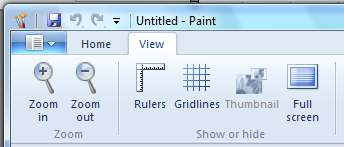 Untitled - Paint
Home View
Zoom in
Zoom out
Rulers Gridlines Thumbnail Full screen
Zoom Show or hide